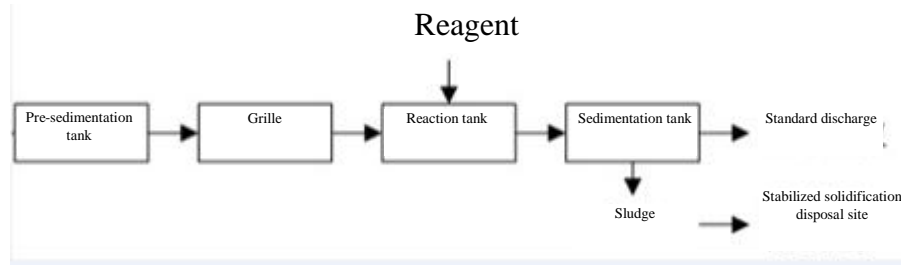 Reagent
Pre-sedimentation
tank
Grille
Reaction tank
Sedimentation tank
Standard discharge
Sludge
Stabilized solidification
disposal site